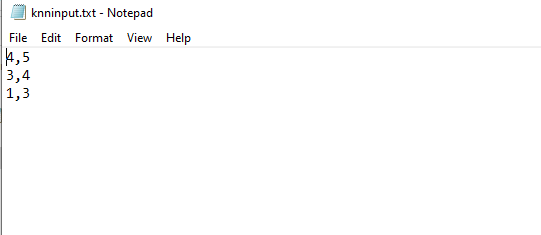 knninput.txt - Notepad
File Edit Format View Help
4,5
3,4
1,3